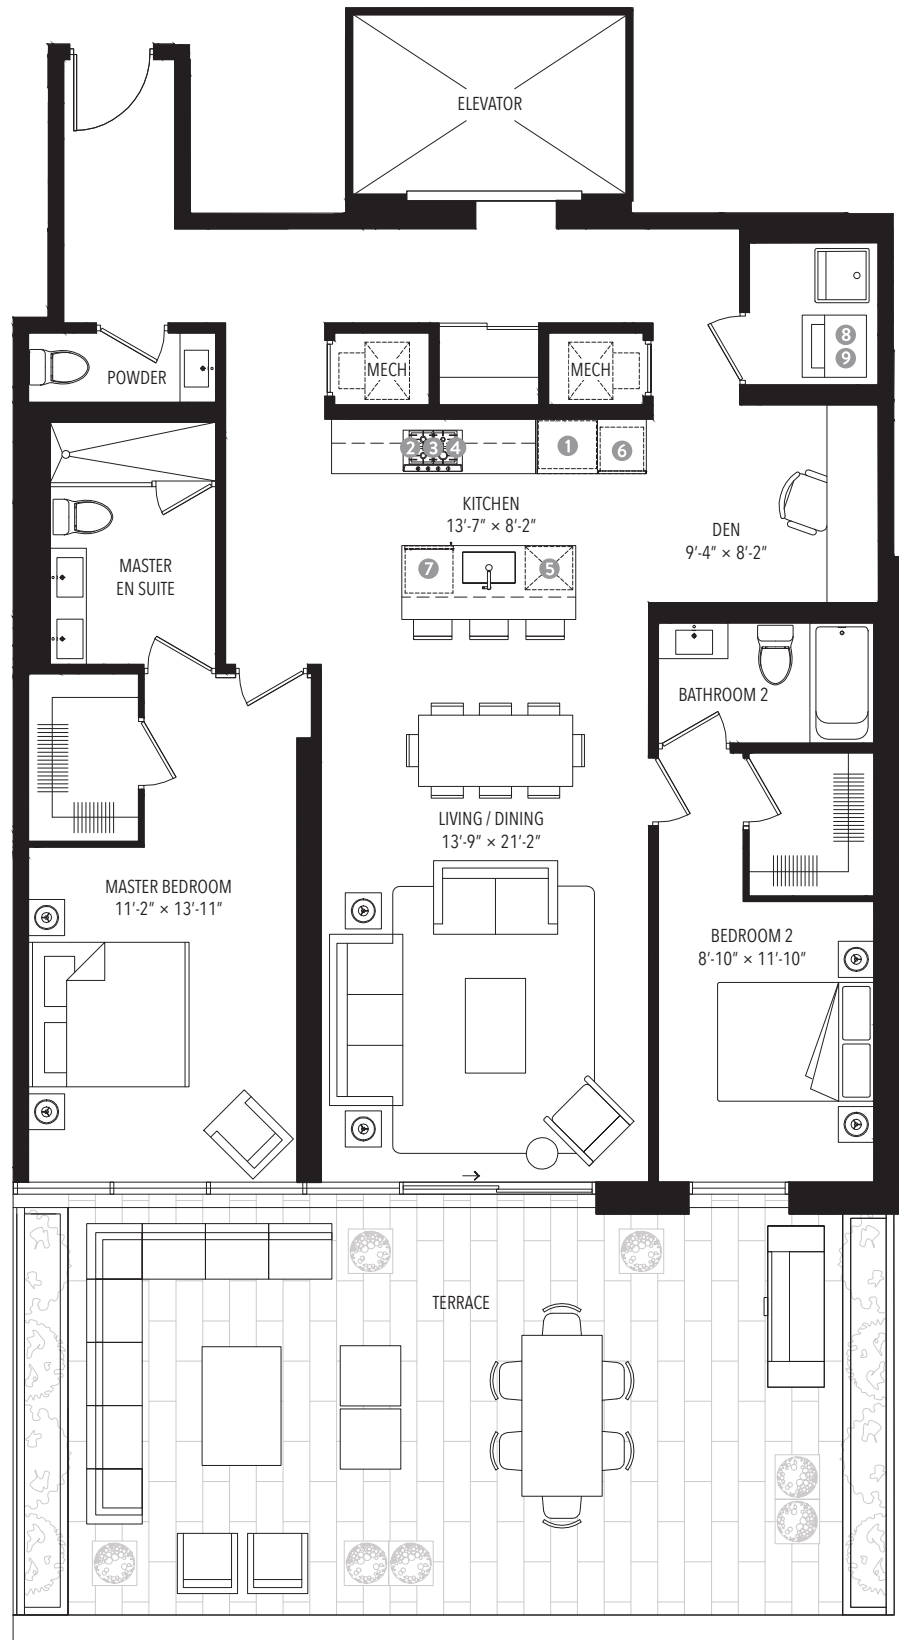 ELEVATOR
8
9
POWDER
MECH
MECH
2 3 4
1
6
KITCHEN
13'-7" × 8'-2"
DEN
9'-4" × 8'-2"
MASTER
EN SUITE
7
5
BATHROOM 2
LIVING / DINING
13'-9" × 21'-2"
MASTER BEDROOM
11'-2" × 13'-11"
BEDROOM 2
8'-10" × 11'-10"
TERRACE